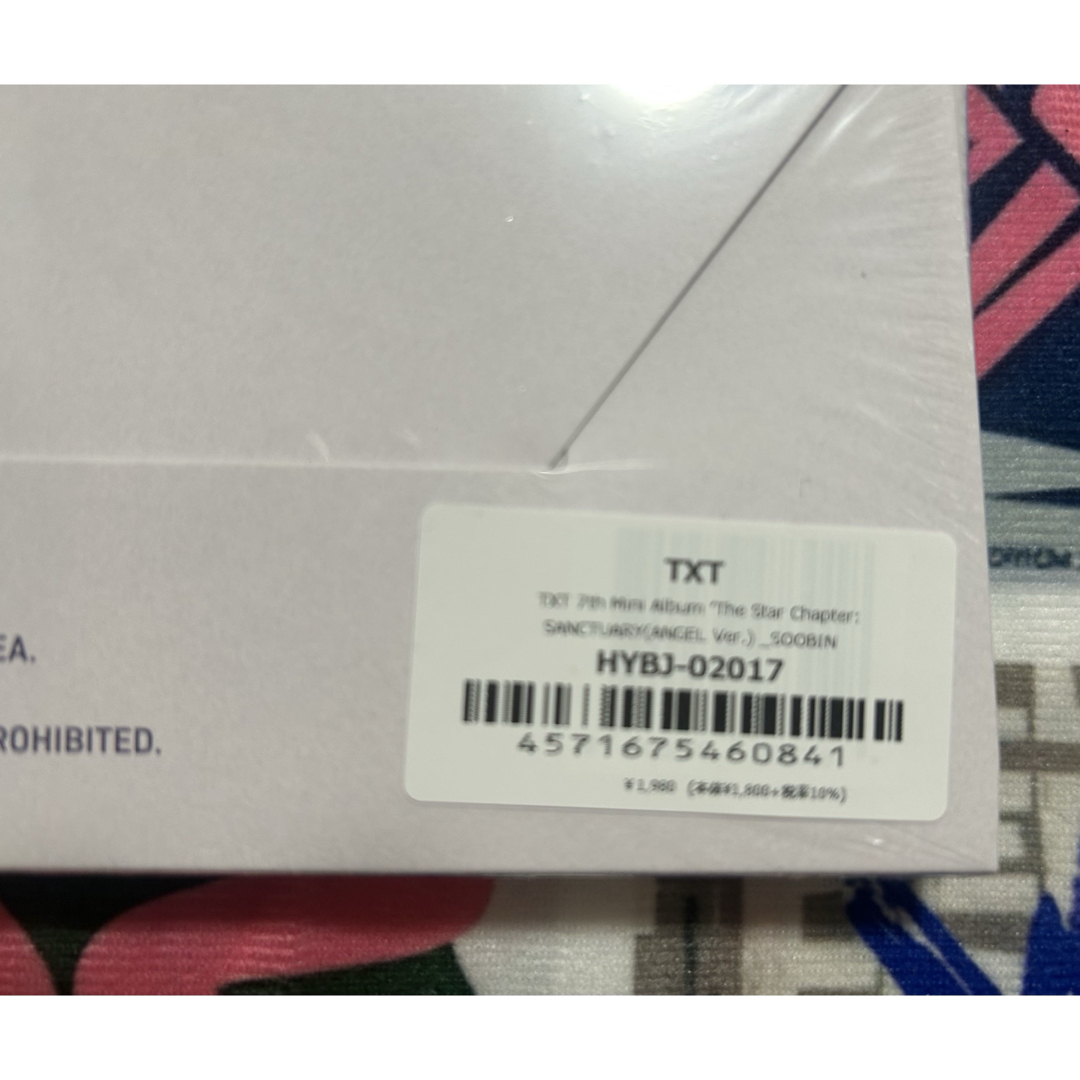 EA.
ROHIBITED.
TXT
TXT 7th Mini Album 'The Star Chapter:
SANCTUARY(ANGEL Ver.)_SOOBIN
HYBJ-02017
4571675460841
¥1,980 (本体¥1,800+税率10%)